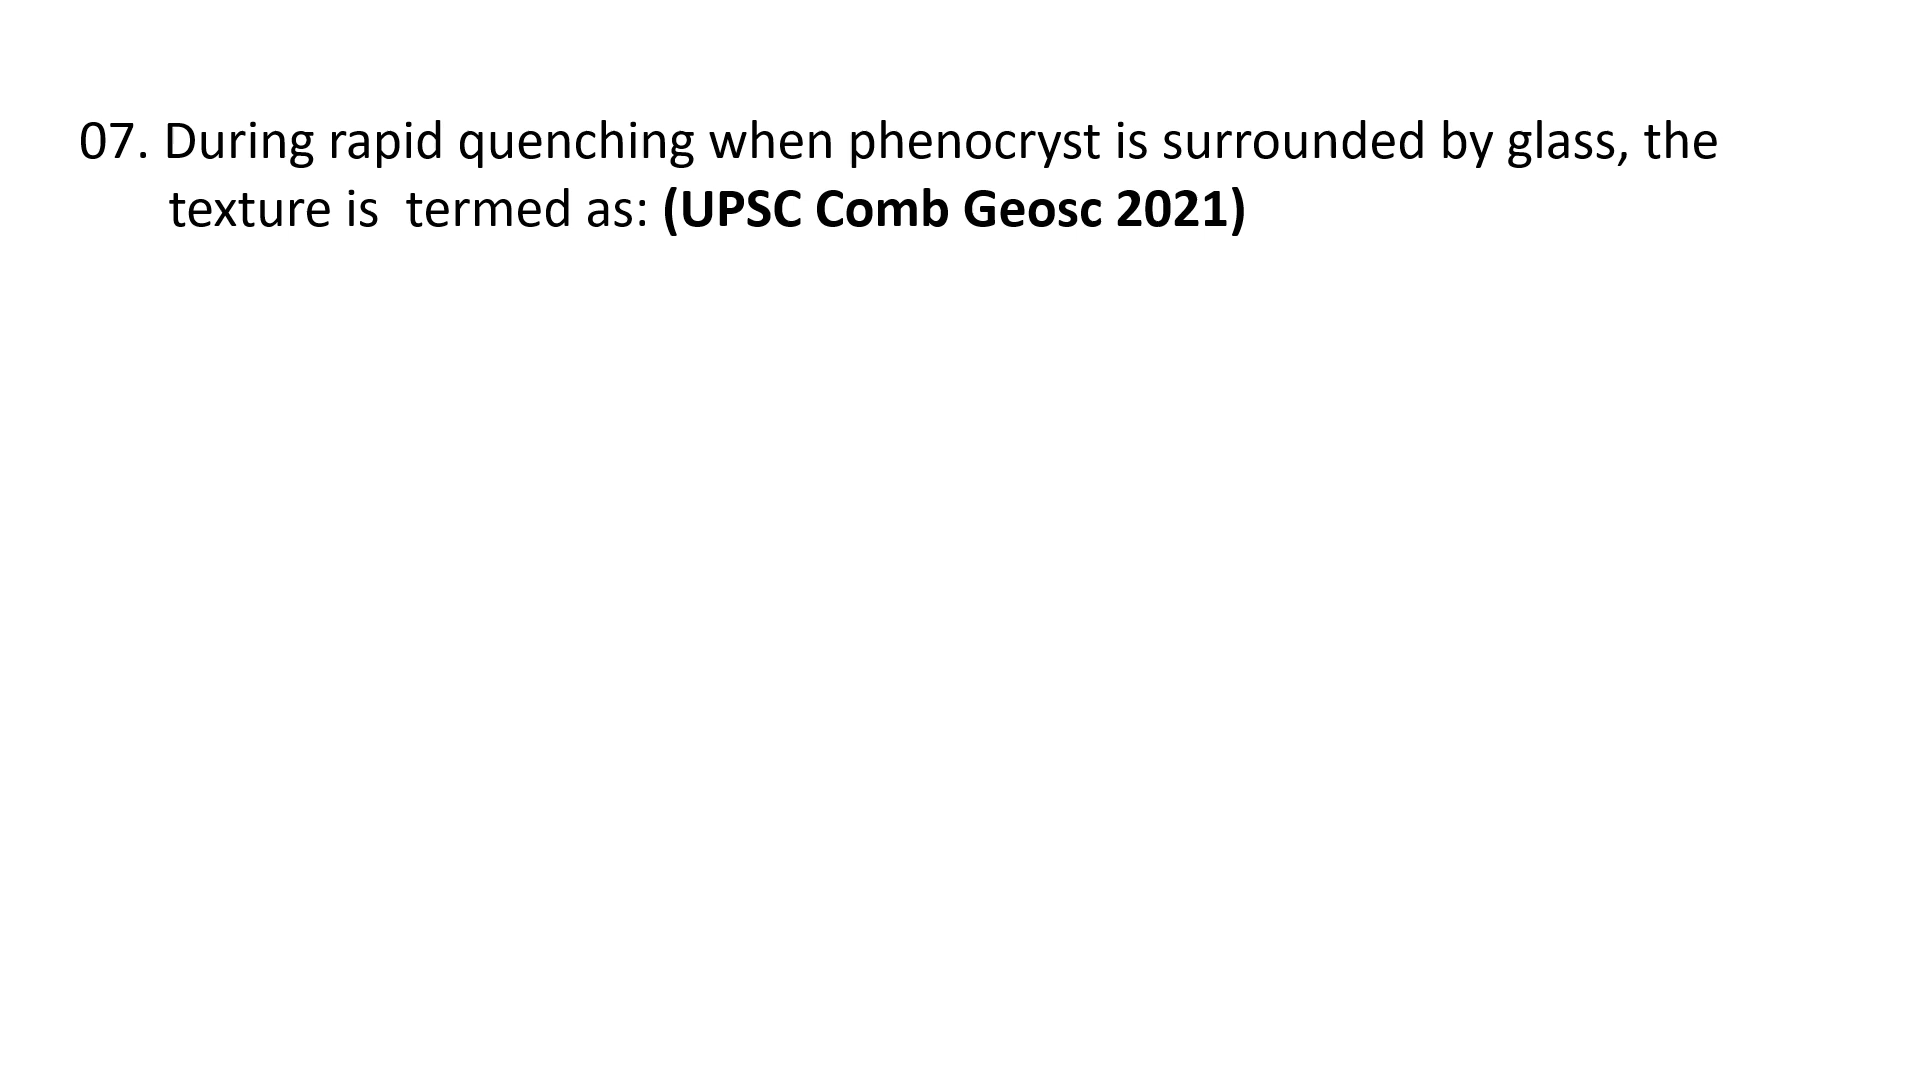 07. During rapid quenching when phenocryst is surrounded by glass, the
texture is  termed as: (UPSC Comb Geosc 2021)